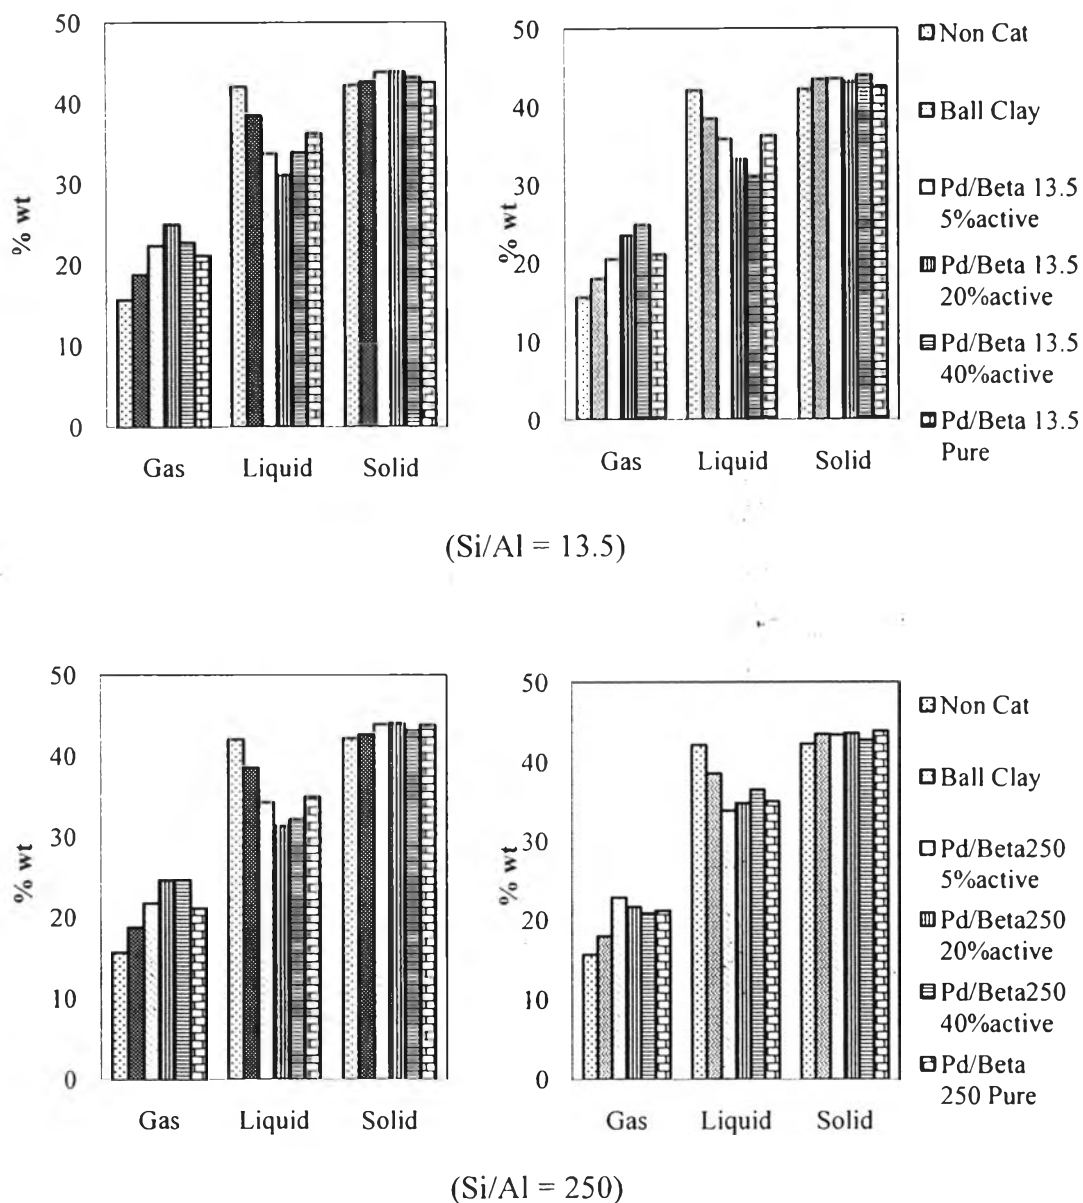 50
40
30
20
10
0
% wt
Gas
Liquid
Solid
50
40
30
20
10
0
% wt
Gas
Liquid
Solid
Non Cat
Ball Clay
Pd/Beta 13.5
5%active
Pd/Beta 13.5
20%active
Pd/Beta 13.5
40%active
Pd/Beta 13.5
Pure
(Si/Al = 13.5)
50
40
30
20
10
0
% wt
Gas
Liquid
Solid
50
40
30
20
10
0
% wt
Gas
Liquid
Solid
Non Cat
Ball Clay
Pd/Beta250
5%active
Pd/Beta250
20%active
Pd/Beta250
40%active
Pd/Beta
250 Pure
(Si/Al = 250)